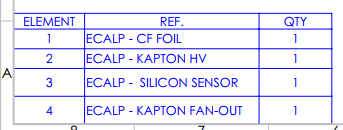 ELEMENT REF. QTY
1 ECALP - CF FOIL 1
2 ECALP - KAPTON HV 1
A
3 ECALP - SILICON SENSOR 1
4 ECALP - KAPTON FAN-OUT 1